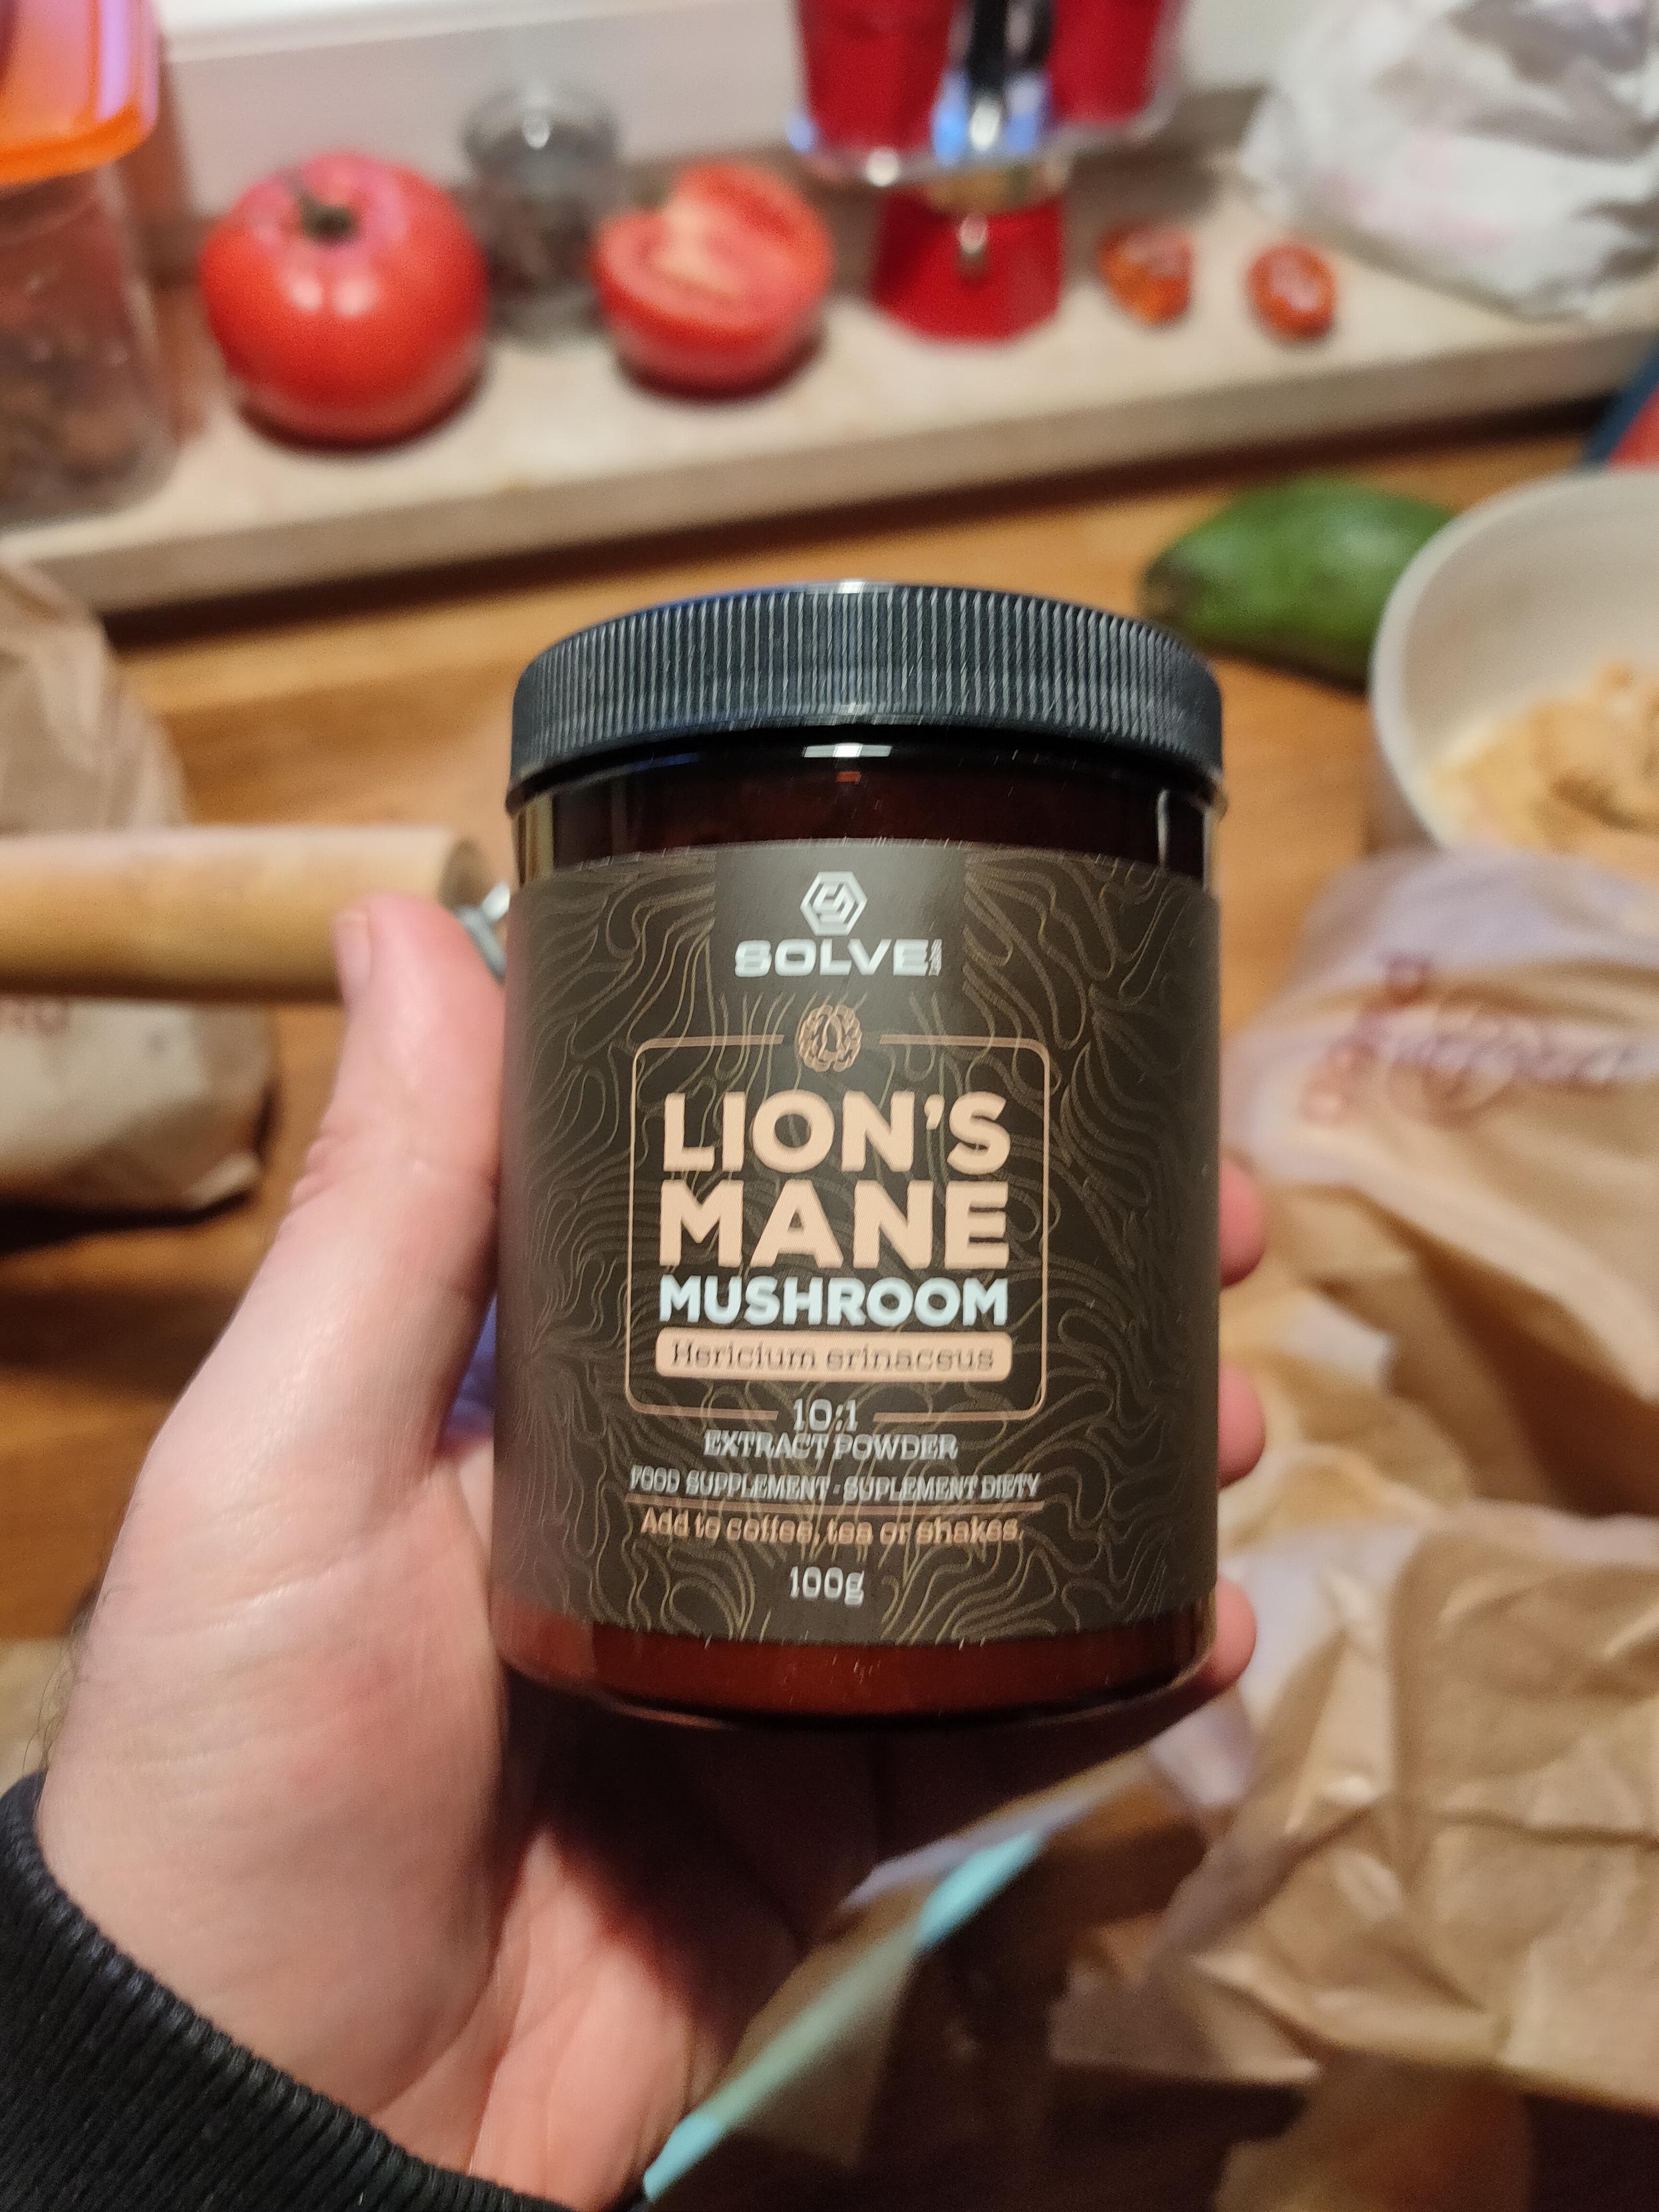 SOLVE Labs
LION'S
MANE
MUSHROOM
Hericium erinaceus
10:1
EXTRACT POWDER
FOOD SUPPLEMENT - SUPLEMENT DIETY
Add to coffee, tea or shakes.
100g